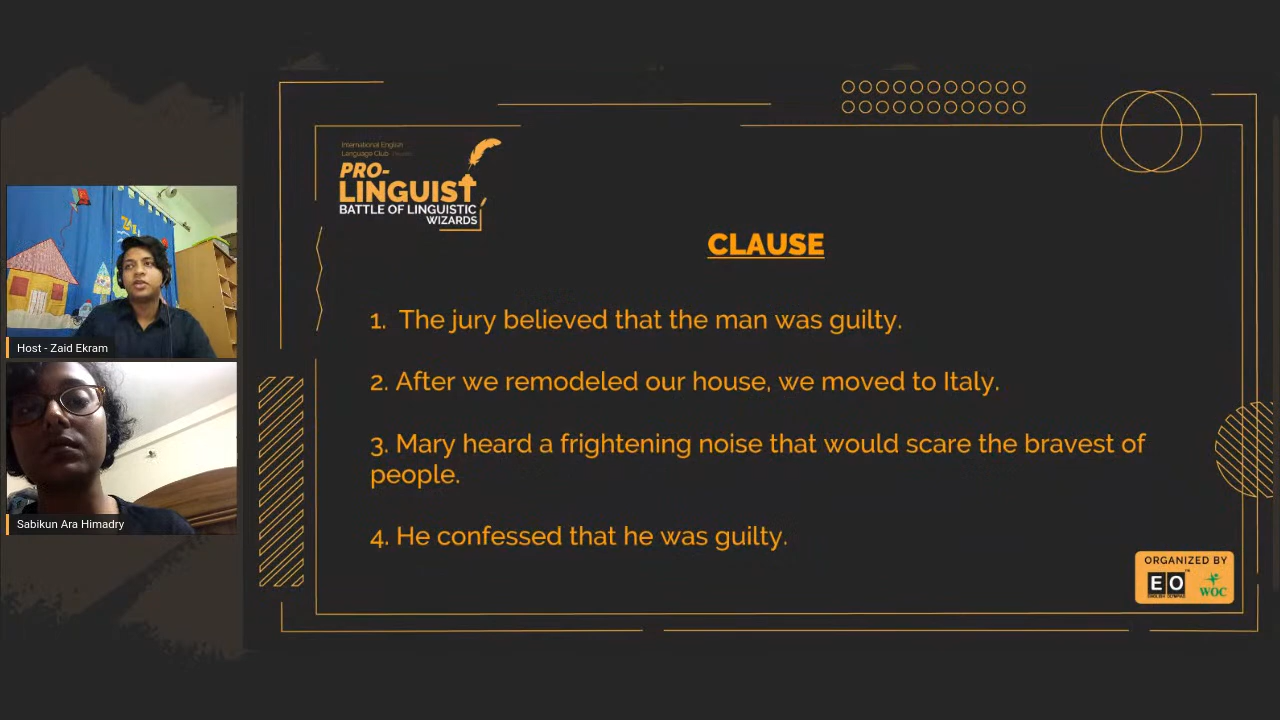 International English
Language Club
PRO-
LINGUIST
BATTLE OF LINGUISTIC
WIZARDS
CLAUSE
1. The jury believed that the man was guilty.
2. After we remodeled our house, we moved to Italy.
3. Mary heard a frightening noise that would scare the bravest of
people.
4. He confessed that he was guilty.
Host - Zaid Ekram
Sabikun Ara Himadry
ORGANIZED BY
EO
WOC